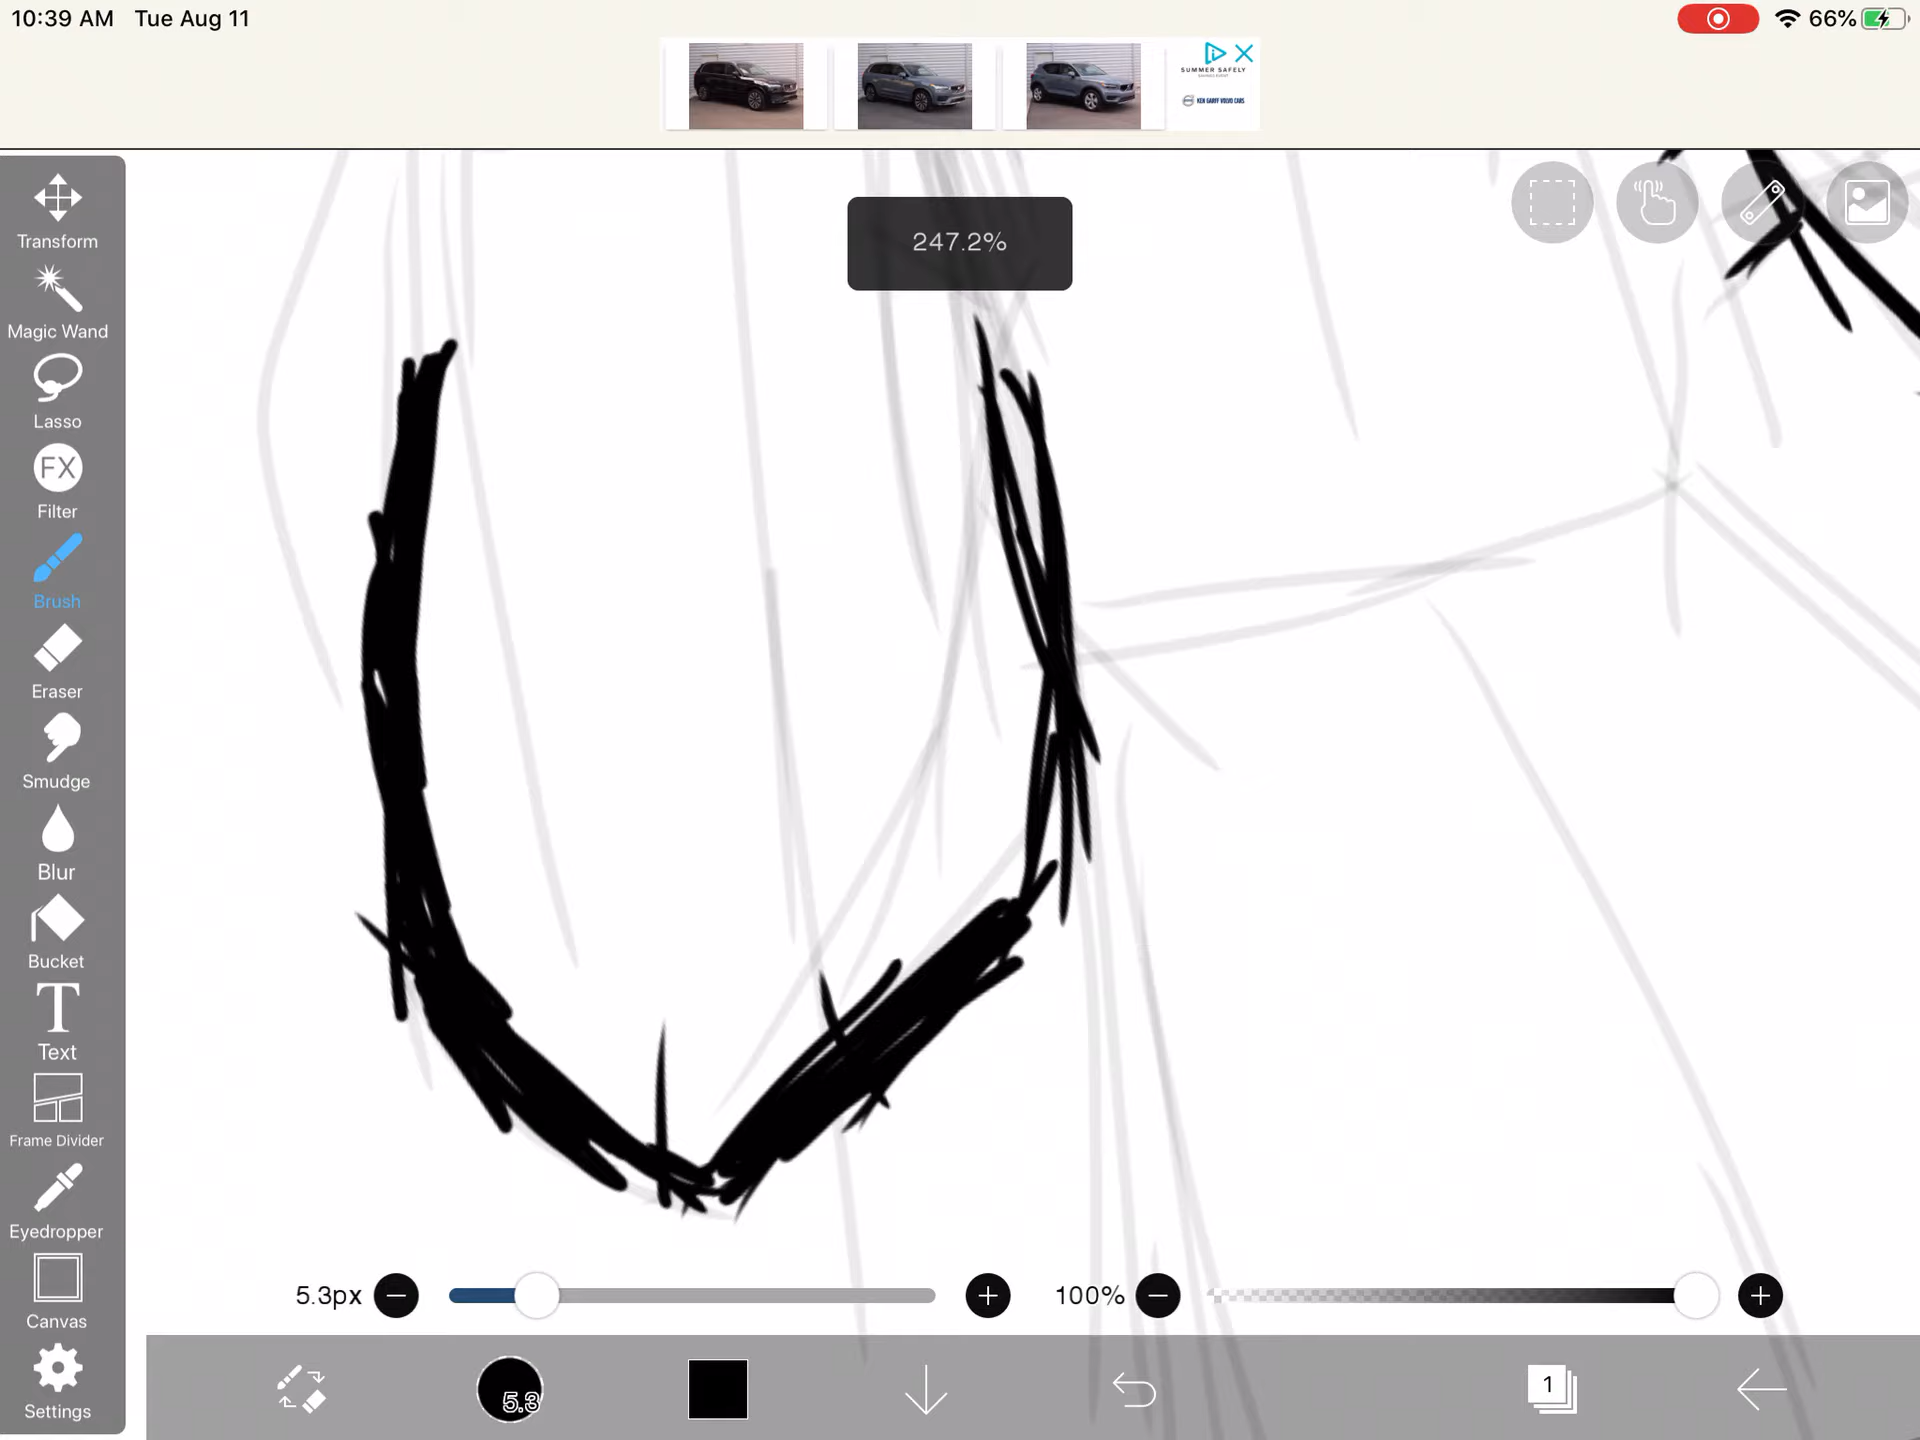 10:39 AM Tue Aug 11
66%
SUMMER SAFELY
SAVINGS EVENT
KEN GARFF VOLVO CARS
247.2%
Transform
Magic Wand
Lasso
FX
Filter
Brush
Eraser
Smudge
Blur
Bucket
T
Text
Frame Divider
Eyedropper
Canvas
Settings
5.3px
100%
5.3
1